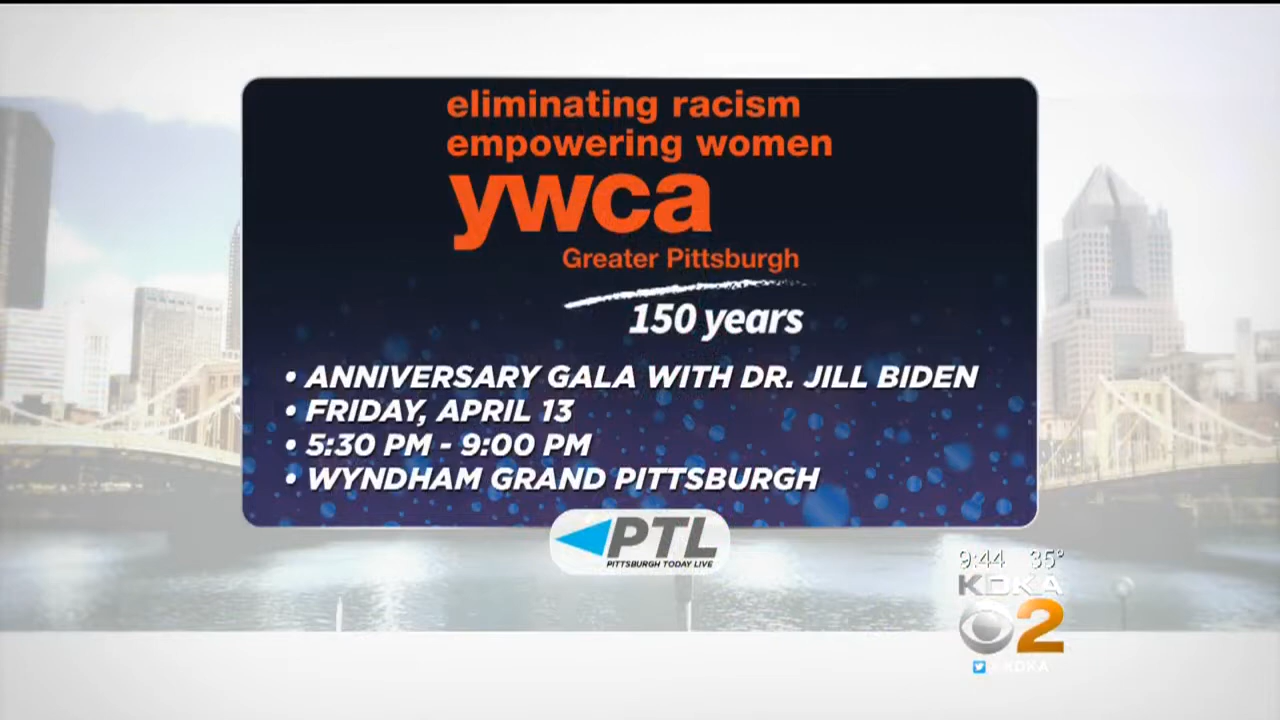 eliminating racism
empowering women
ywca
Greater Pittsburgh
150 years
• ANNIVERSARY GALA WITH DR. JILL BIDEN
• FRIDAY, APRIL 13
• 5:30 PM - 9:00 PM
• WYNDHAM GRAND PITTSBURGH
PTL
PITTSBURGH TODAY LIVE
9:44 35°
KDKA
2
@KDKA